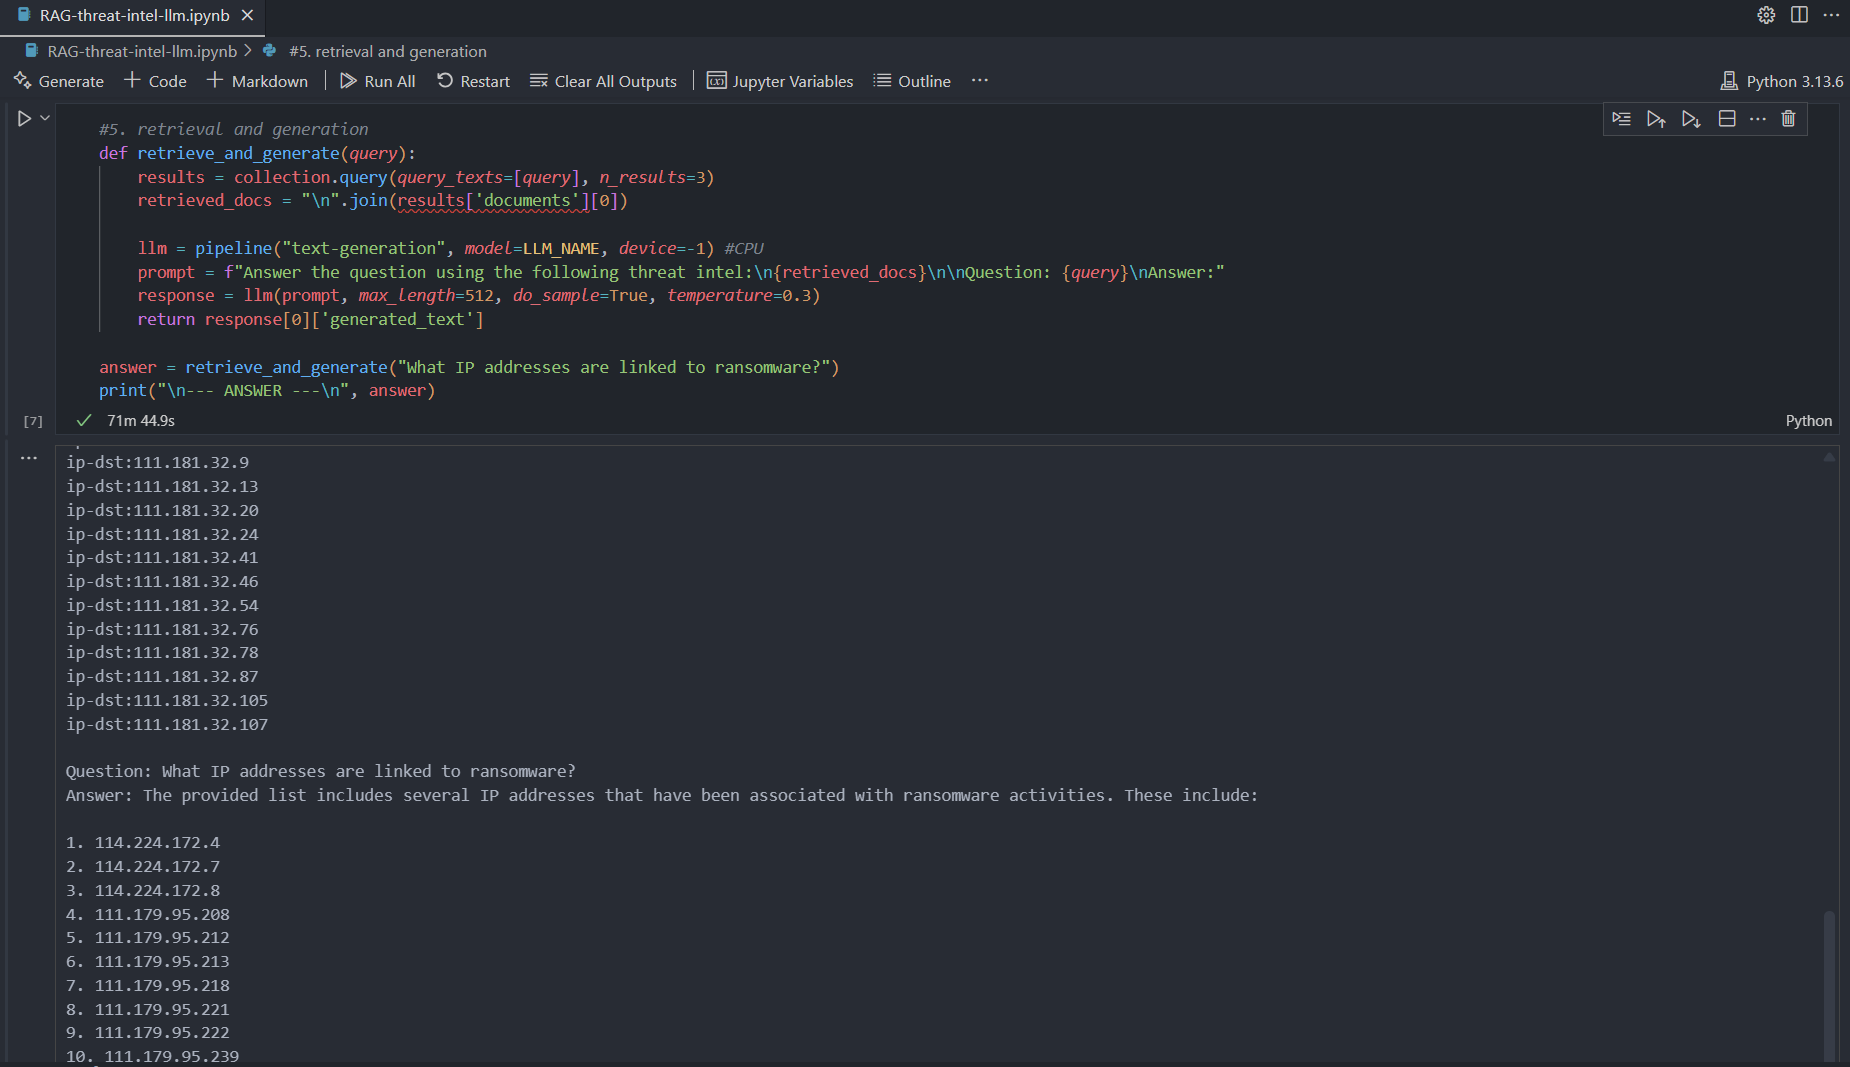 RAG-threat-intel-llm.ipynb
RAG-threat-intel-llm.ipynb > #5. retrieval and generation
Generate + Code + Markdown | Run All Restart Clear All Outputs | Jupyter Variables Outline ... Python 3.13.6
#5. retrieval and generation
def retrieve_and_generate(query):
    results = collection.query(query_texts=[query], n_results=3)
    retrieved_docs = "\n".join(results['documents'][0])
    llm = pipeline("text-generation", model=LLM_NAME, device=-1) #CPU
    prompt = f"Answer the question using the following threat intel:\n{retrieved_docs}\n\nQuestion: {query}\nAnswer:"
    response = llm(prompt, max_length=512, do_sample=True, temperature=0.3)
    return response[0]['generated_text']
answer = retrieve_and_generate("What IP addresses are linked to ransomware?")
print("\n--- ANSWER ---\n", answer)
[7] 71m 44.9s Python
ip-dst:111.181.32.9
ip-dst:111.181.32.13
ip-dst:111.181.32.20
ip-dst:111.181.32.24
ip-dst:111.181.32.41
ip-dst:111.181.32.46
ip-dst:111.181.32.54
ip-dst:111.181.32.76
ip-dst:111.181.32.78
ip-dst:111.181.32.87
ip-dst:111.181.32.105
ip-dst:111.181.32.107
Question: What IP addresses are linked to ransomware?
Answer: The provided list includes several IP addresses that have been associated with ransomware activities. These include:
1. 114.224.172.4
2. 114.224.172.7
3. 114.224.172.8
4. 111.179.95.208
5. 111.179.95.212
6. 111.179.95.213
7. 111.179.95.218
8. 111.179.95.221
9. 111.179.95.222
10. 111.179.95.239